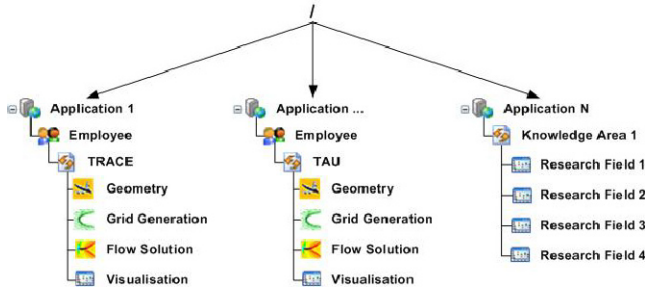 /
Application 1
Employee
TRACE
Geometry
Grid Generation
Flow Solution
Visualisation
Application ...
Employee
TAU
Geometry
Grid Generation
Flow Solution
Visualisation
Application N
Knowledge Area 1
Research Field 1
Research Field 2
Research Field 3
Research Field 4